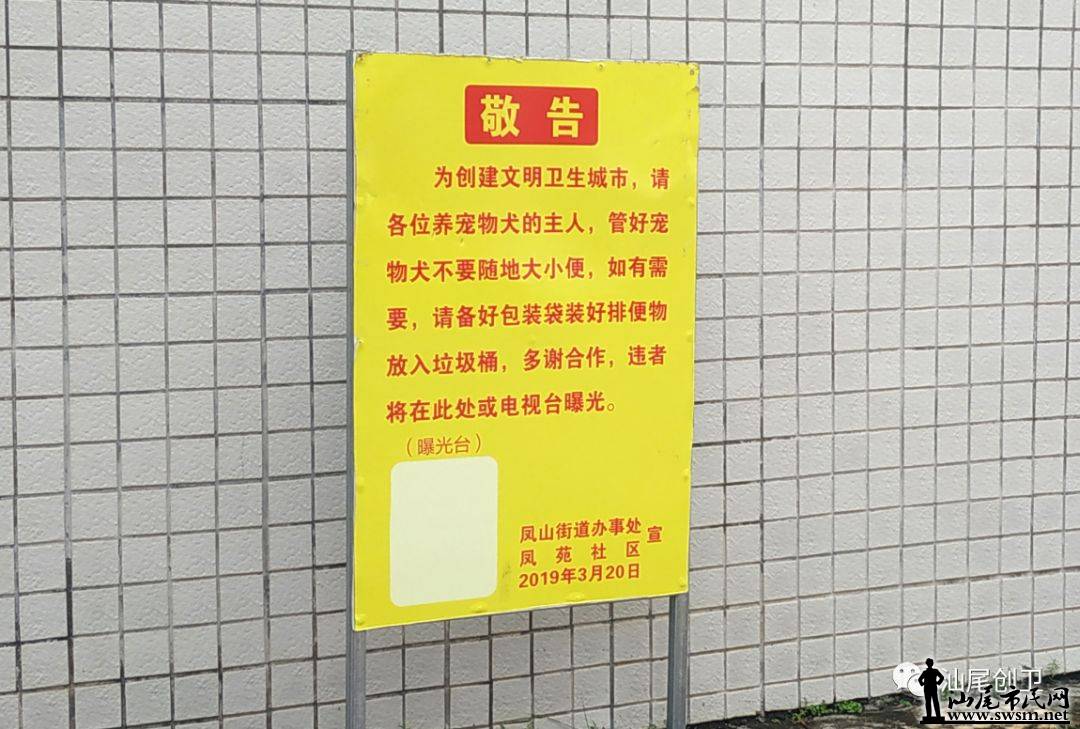 敬告
为创建文明卫生城市，请
各位养宠物犬的主人，管好宠
物犬不要随地大小便，如有需
要，请备好包装袋装好排便物
放入垃圾桶，多谢合作，违者
将在此处或电视台曝光。
（曝光台）
凤山街道办事处
凤苑社区
宣
2019年3月20日
汕尾创卫
汕尾市民网
www.swsm.net